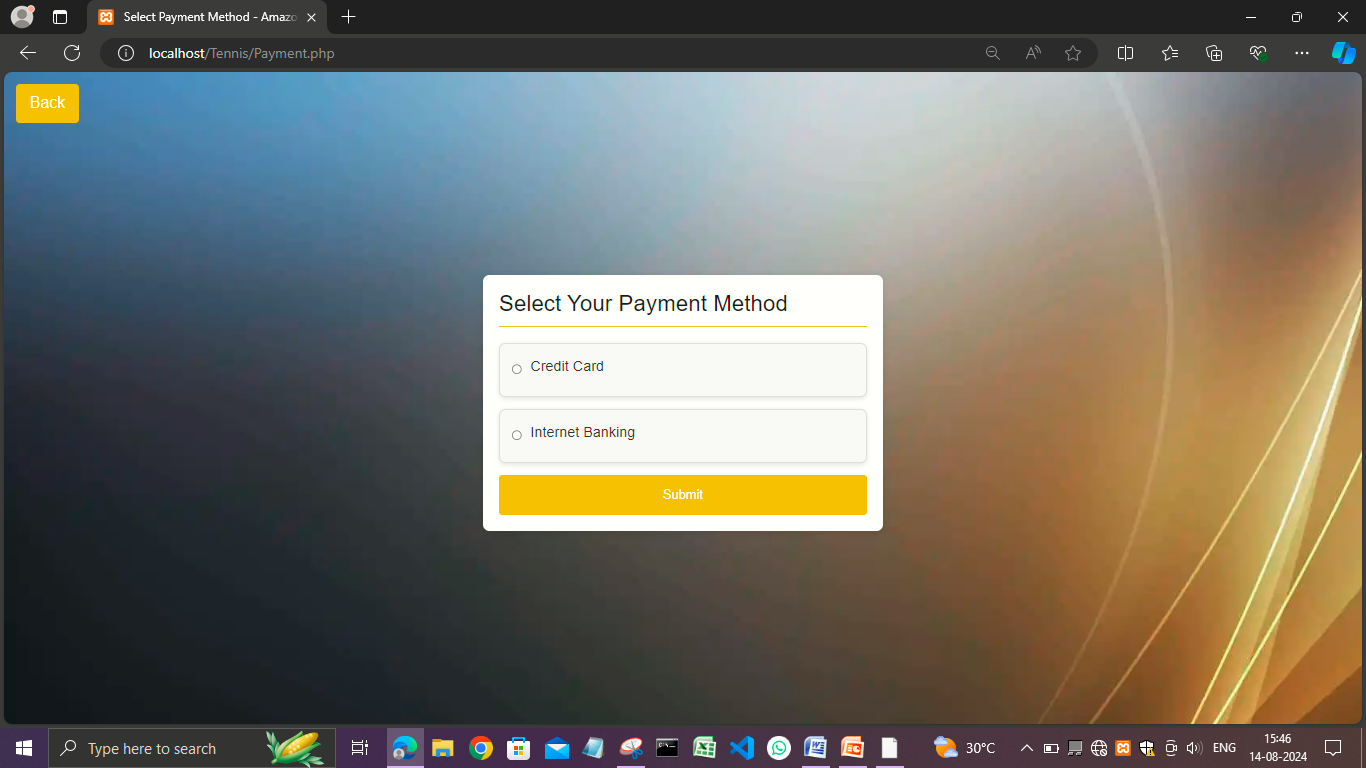 Select Payment Method - Amazo
localhost/Tennis/Payment.php
Back
Select Your Payment Method
Credit Card
Internet Banking
Submit
Type here to search
30°C
ENG
15:46
14-08-2024